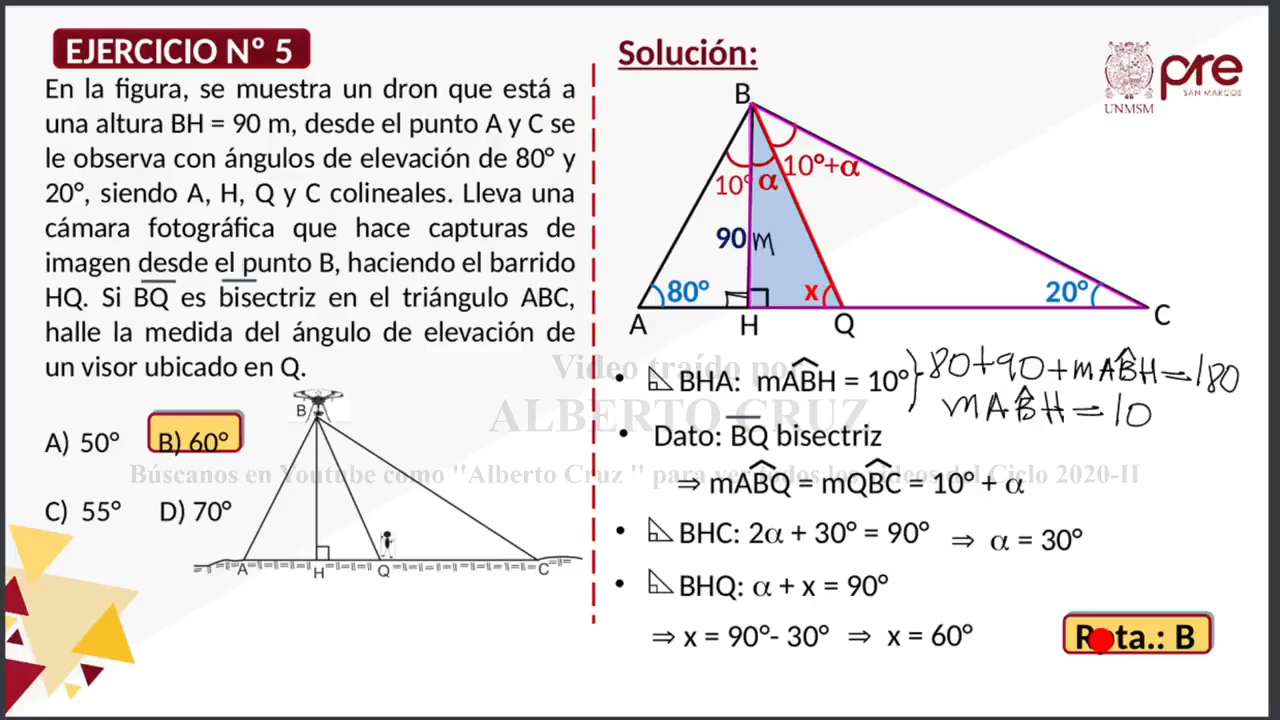 EJERCICIO Nº 5
En la figura, se muestra un dron que está a
una altura BH = 90 m, desde el punto A y C se
le observa con ángulos de elevación de 80° y
20°, siendo A, H, Q y C colineales. Lleva una
cámara fotográfica que hace capturas de
imagen desde el punto B, haciendo el barrido
HQ. Si BQ es bisectriz en el triángulo ABC,
halle la medida del ángulo de elevación de
un visor ubicado en Q.
A) 50° B) 60°
C) 55° D) 70°
B
A H Q C
Solución:
UNMSM
pre
SAN MARCOS
B
10° α 10°+α
90 m
80° x 20°
A H Q C
Video traído por
ALBERTO CRUZ
Búscanos en Youtube como "Alberto Cruz " para ver todos los videos del Ciclo 2020-II
• BHA: mABH = 10° } 80+90+mABH=180
mABH=10
• Dato: BQ bisectriz
⇒ mABQ = mQBC = 10° + α
• BHC: 2α + 30° = 90° ⇒ α = 30°
• BHQ: α + x = 90°
⇒ x = 90°- 30° ⇒ x = 60°
Rpta.: B